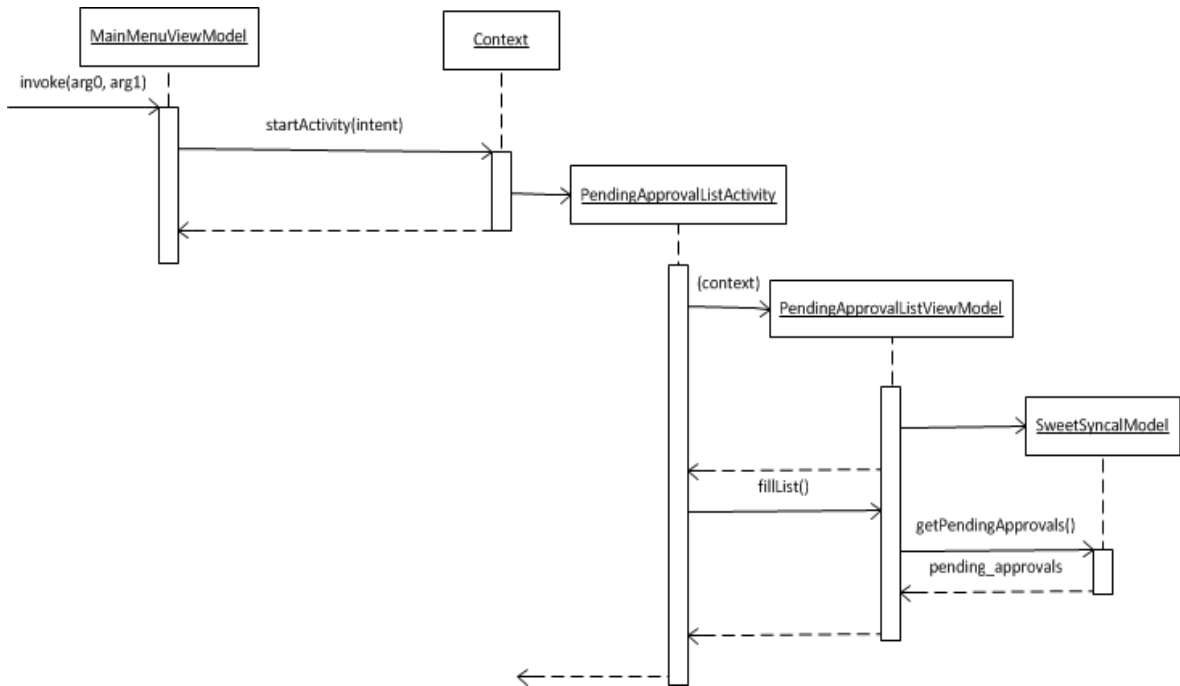 MainMenuViewModel
Context
invoke(arg0, arg1)
startActivity(intent)
PendingApprovalListActivity
(context)
PendingApprovalListViewModel
SweetSyncalModel
fillList()
getPendingApprovals()
pending_approvals